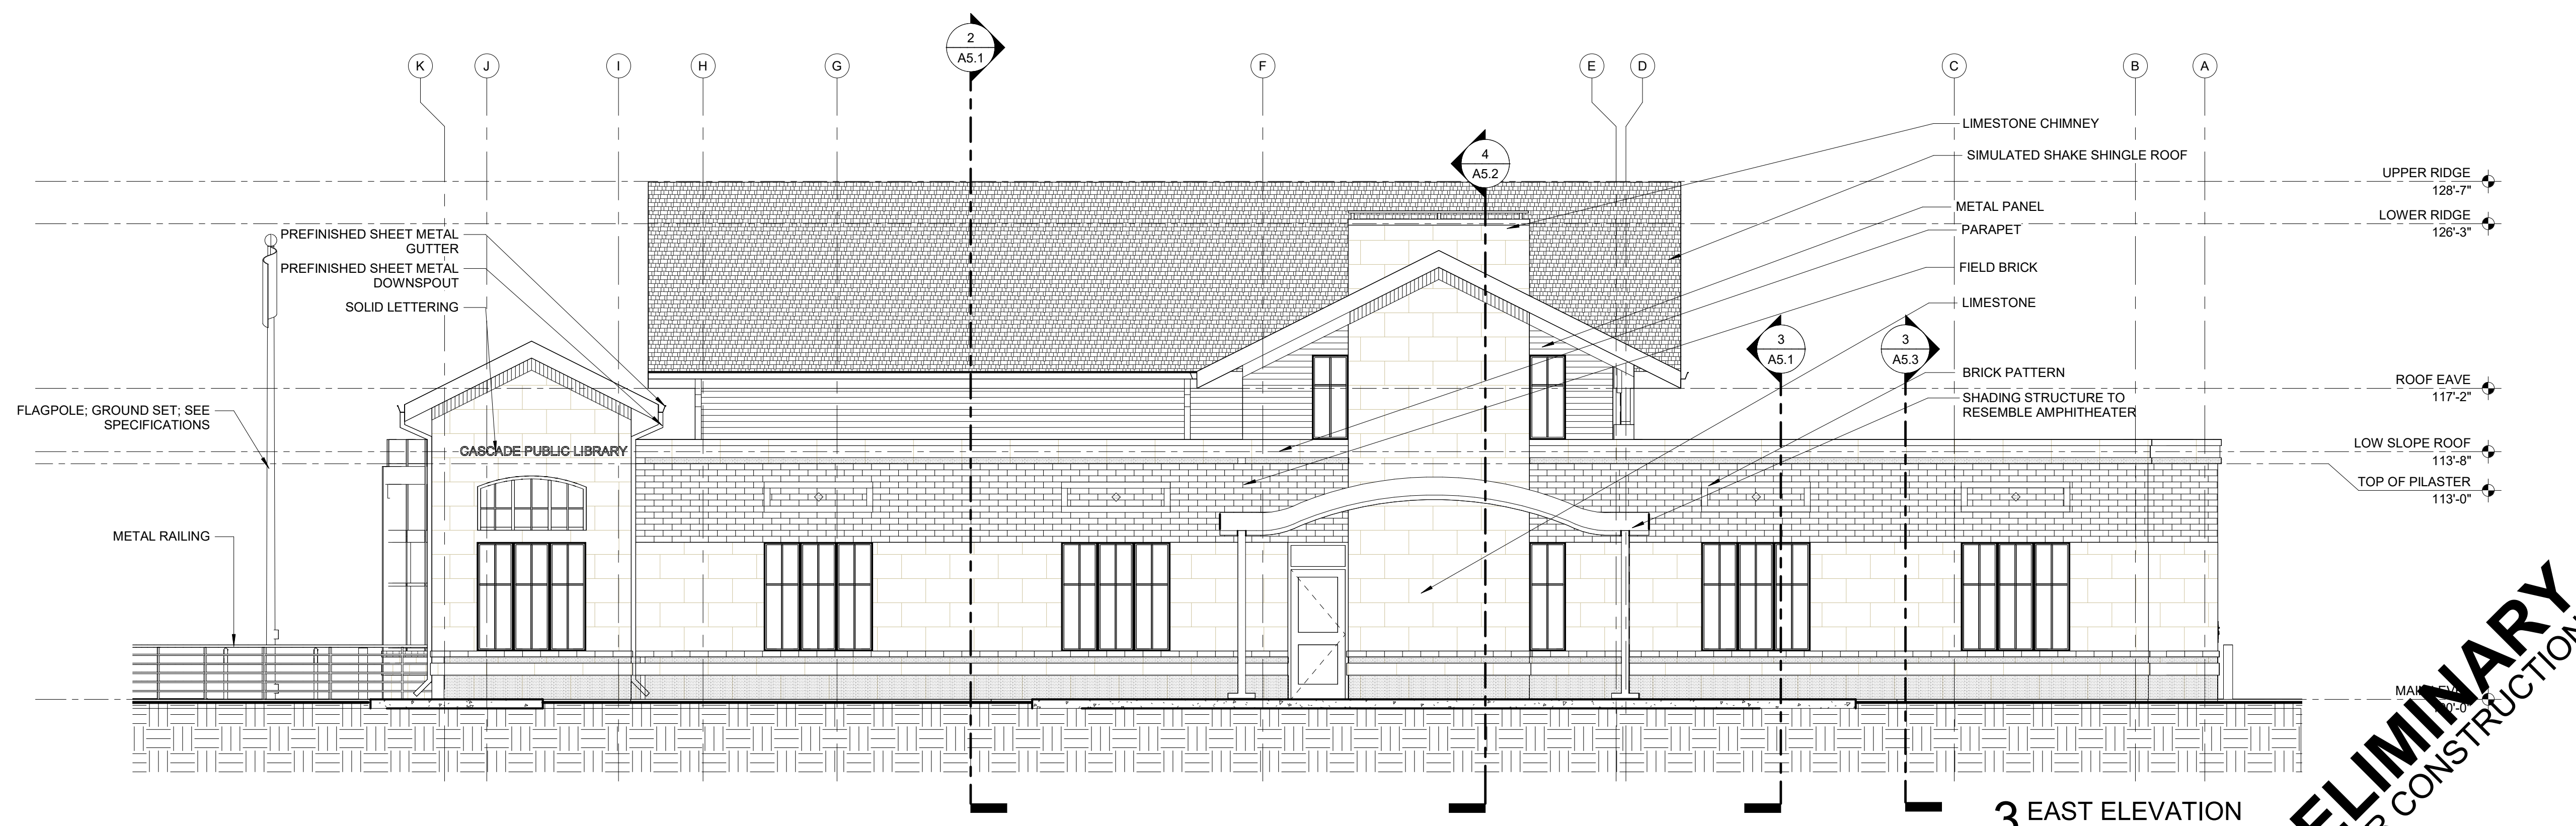 2
A5.1
K
J
I
H
G
F
E
D
C
B
A
4
A5.2
3
A5.1
3
A5.3
PREFINISHED SHEET METAL
GUTTER
PREFINISHED SHEET METAL
DOWNSPOUT
SOLID LETTERING
FLAGPOLE; GROUND SET; SEE
SPECIFICATIONS
METAL RAILING
CASCADE PUBLIC LIBRARY
LIMESTONE CHIMNEY
SIMULATED SHAKE SHINGLE ROOF
METAL PANEL
PARAPET
FIELD BRICK
LIMESTONE
BRICK PATTERN
SHADING STRUCTURE TO
RESEMBLE AMPHITHEATER
UPPER RIDGE
128'-7"
LOWER RIDGE
126'-3"
ROOF EAVE
117'-2"
LOW SLOPE ROOF
113'-8"
TOP OF PILASTER
113'-0"
3 EAST ELEVATION
ELIMINARY
CONSTRUCTION